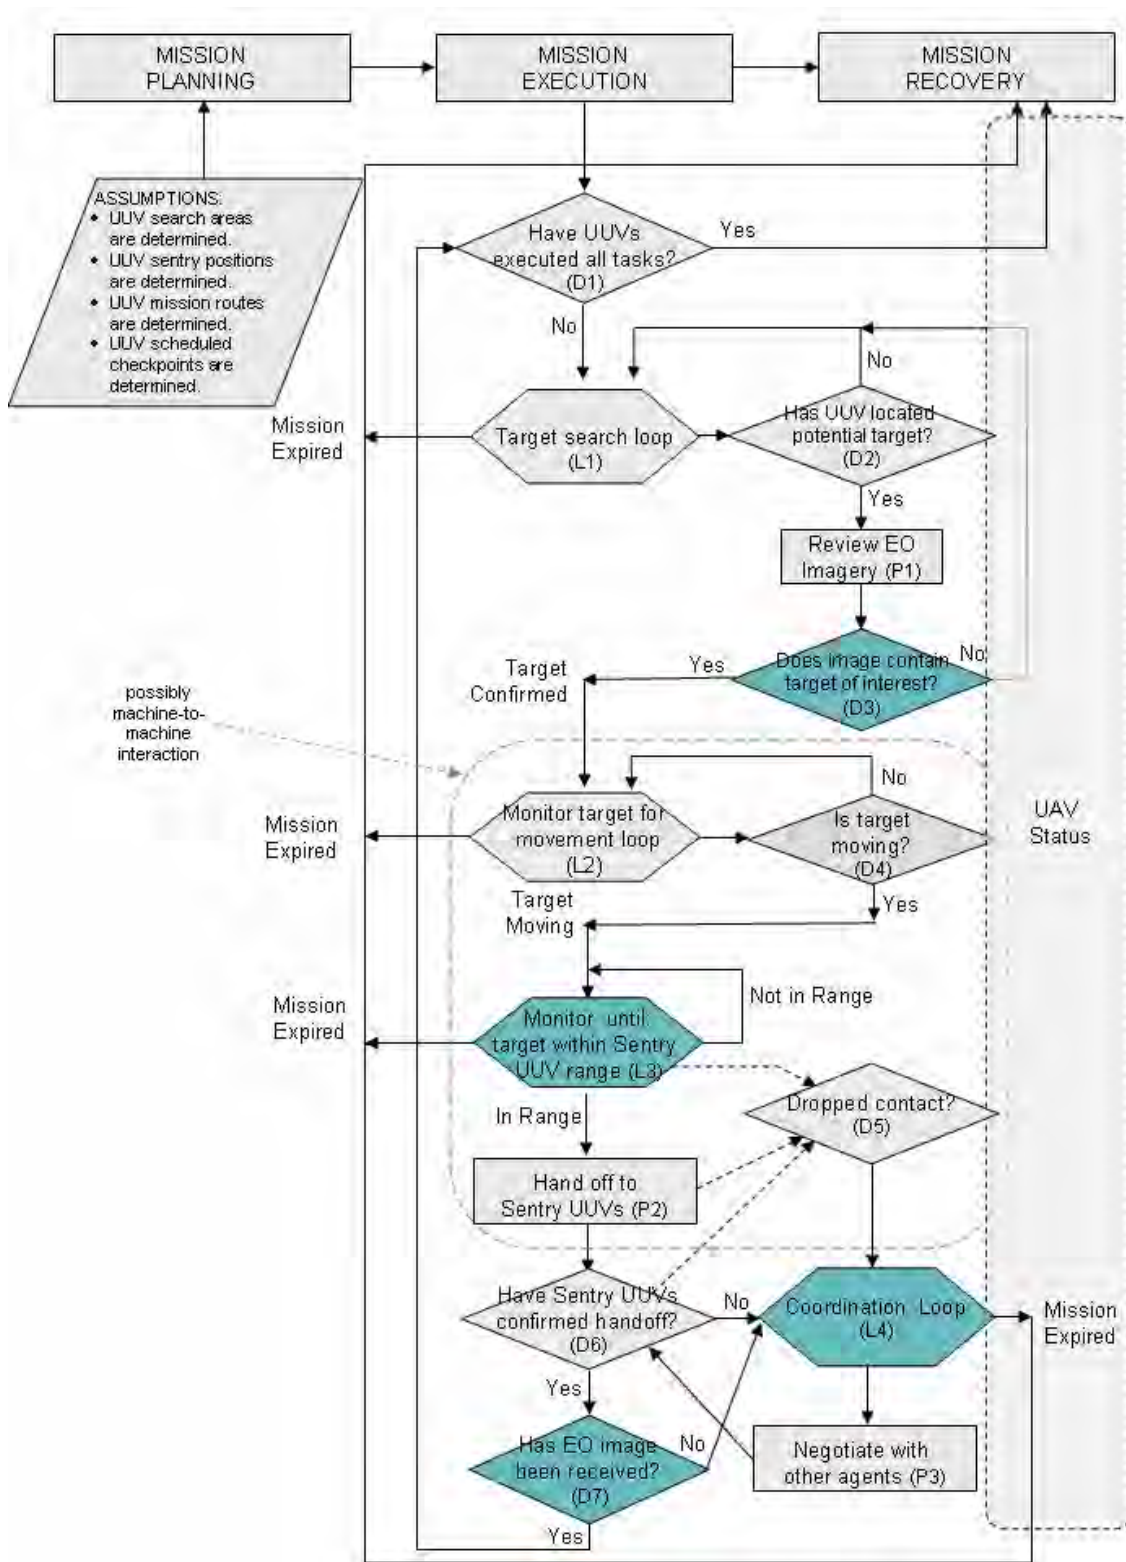 MISSION
PLANNING
MISSION
EXECUTION
MISSION
RECOVERY
ASSUMPTIONS:
• UUV search areas
are determined.
• UUV sentry positions
are determined.
• UUV mission routes
are determined.
• UUV scheduled
checkpoints are
determined.
Have UUVs
executed all tasks?
(D1)
Yes
No
No
Mission
Expired
Target search loop
(L1)
Has UUV located
potential target?
(D2)
Yes
Review EO
Imagery (P1)
Target
Confirmed
Yes
Does image contain
target of interest?
(D3)
No
possibly
machine-to-
machine
interaction
No
Mission
Expired
Monitor target for
movement loop
(L2)
Is target
moving?
(D4)
UAV
Status
Target
Moving
Yes
Not in Range
Mission
Expired
Monitor until
target within Sentry
UUV range (L3)
In Range
Dropped contact?
(D5)
Hand off to
Sentry UUVs (P2)
Have Sentry UUVs
confirmed handoff?
(D6)
No
Coordination Loop
(L4)
Mission
Expired
Yes
Has EO image
been received?
(D7)
No
Negotiate with
other agents (P3)
Yes